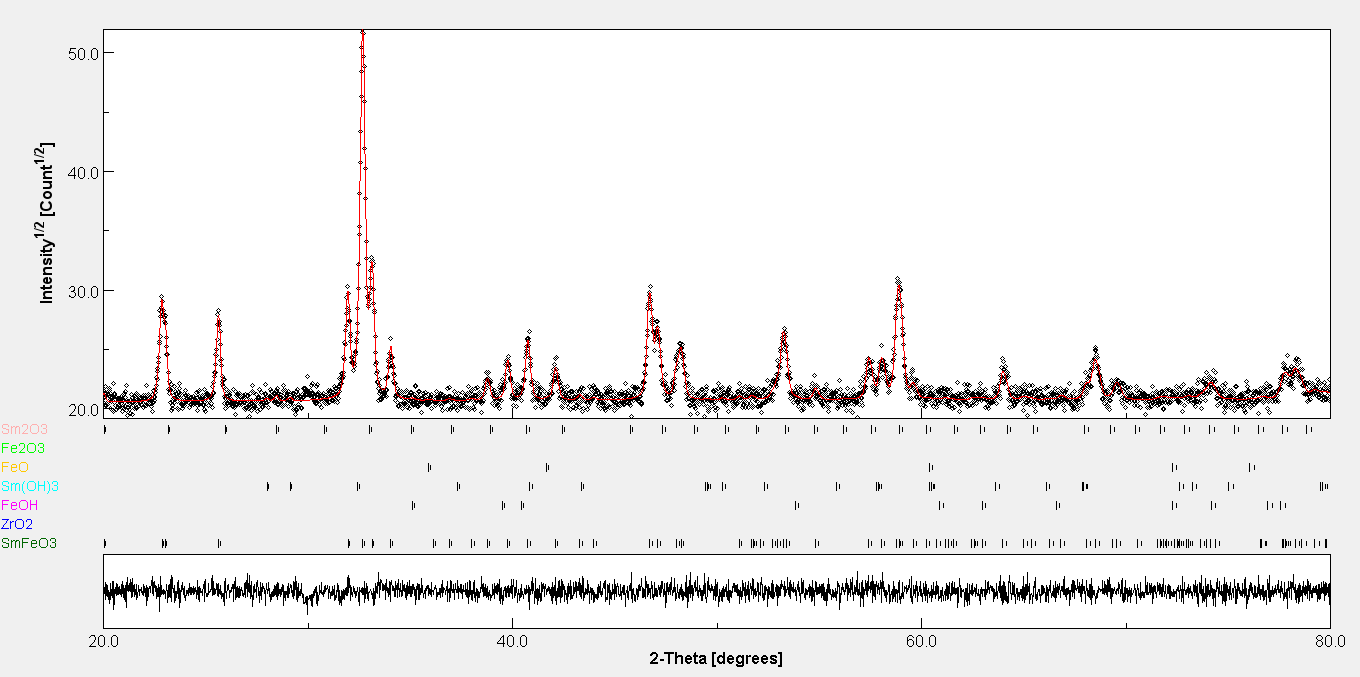 50.0
40.0
30.0
20.0
Intensity1/2 [Count1/2]
Sm2O3
Fe2O3
FeO
Sm(OH)3
FeOH
ZrO2
SmFeO3
20.0 40.0 60.0 80.0
2-Theta [degrees]